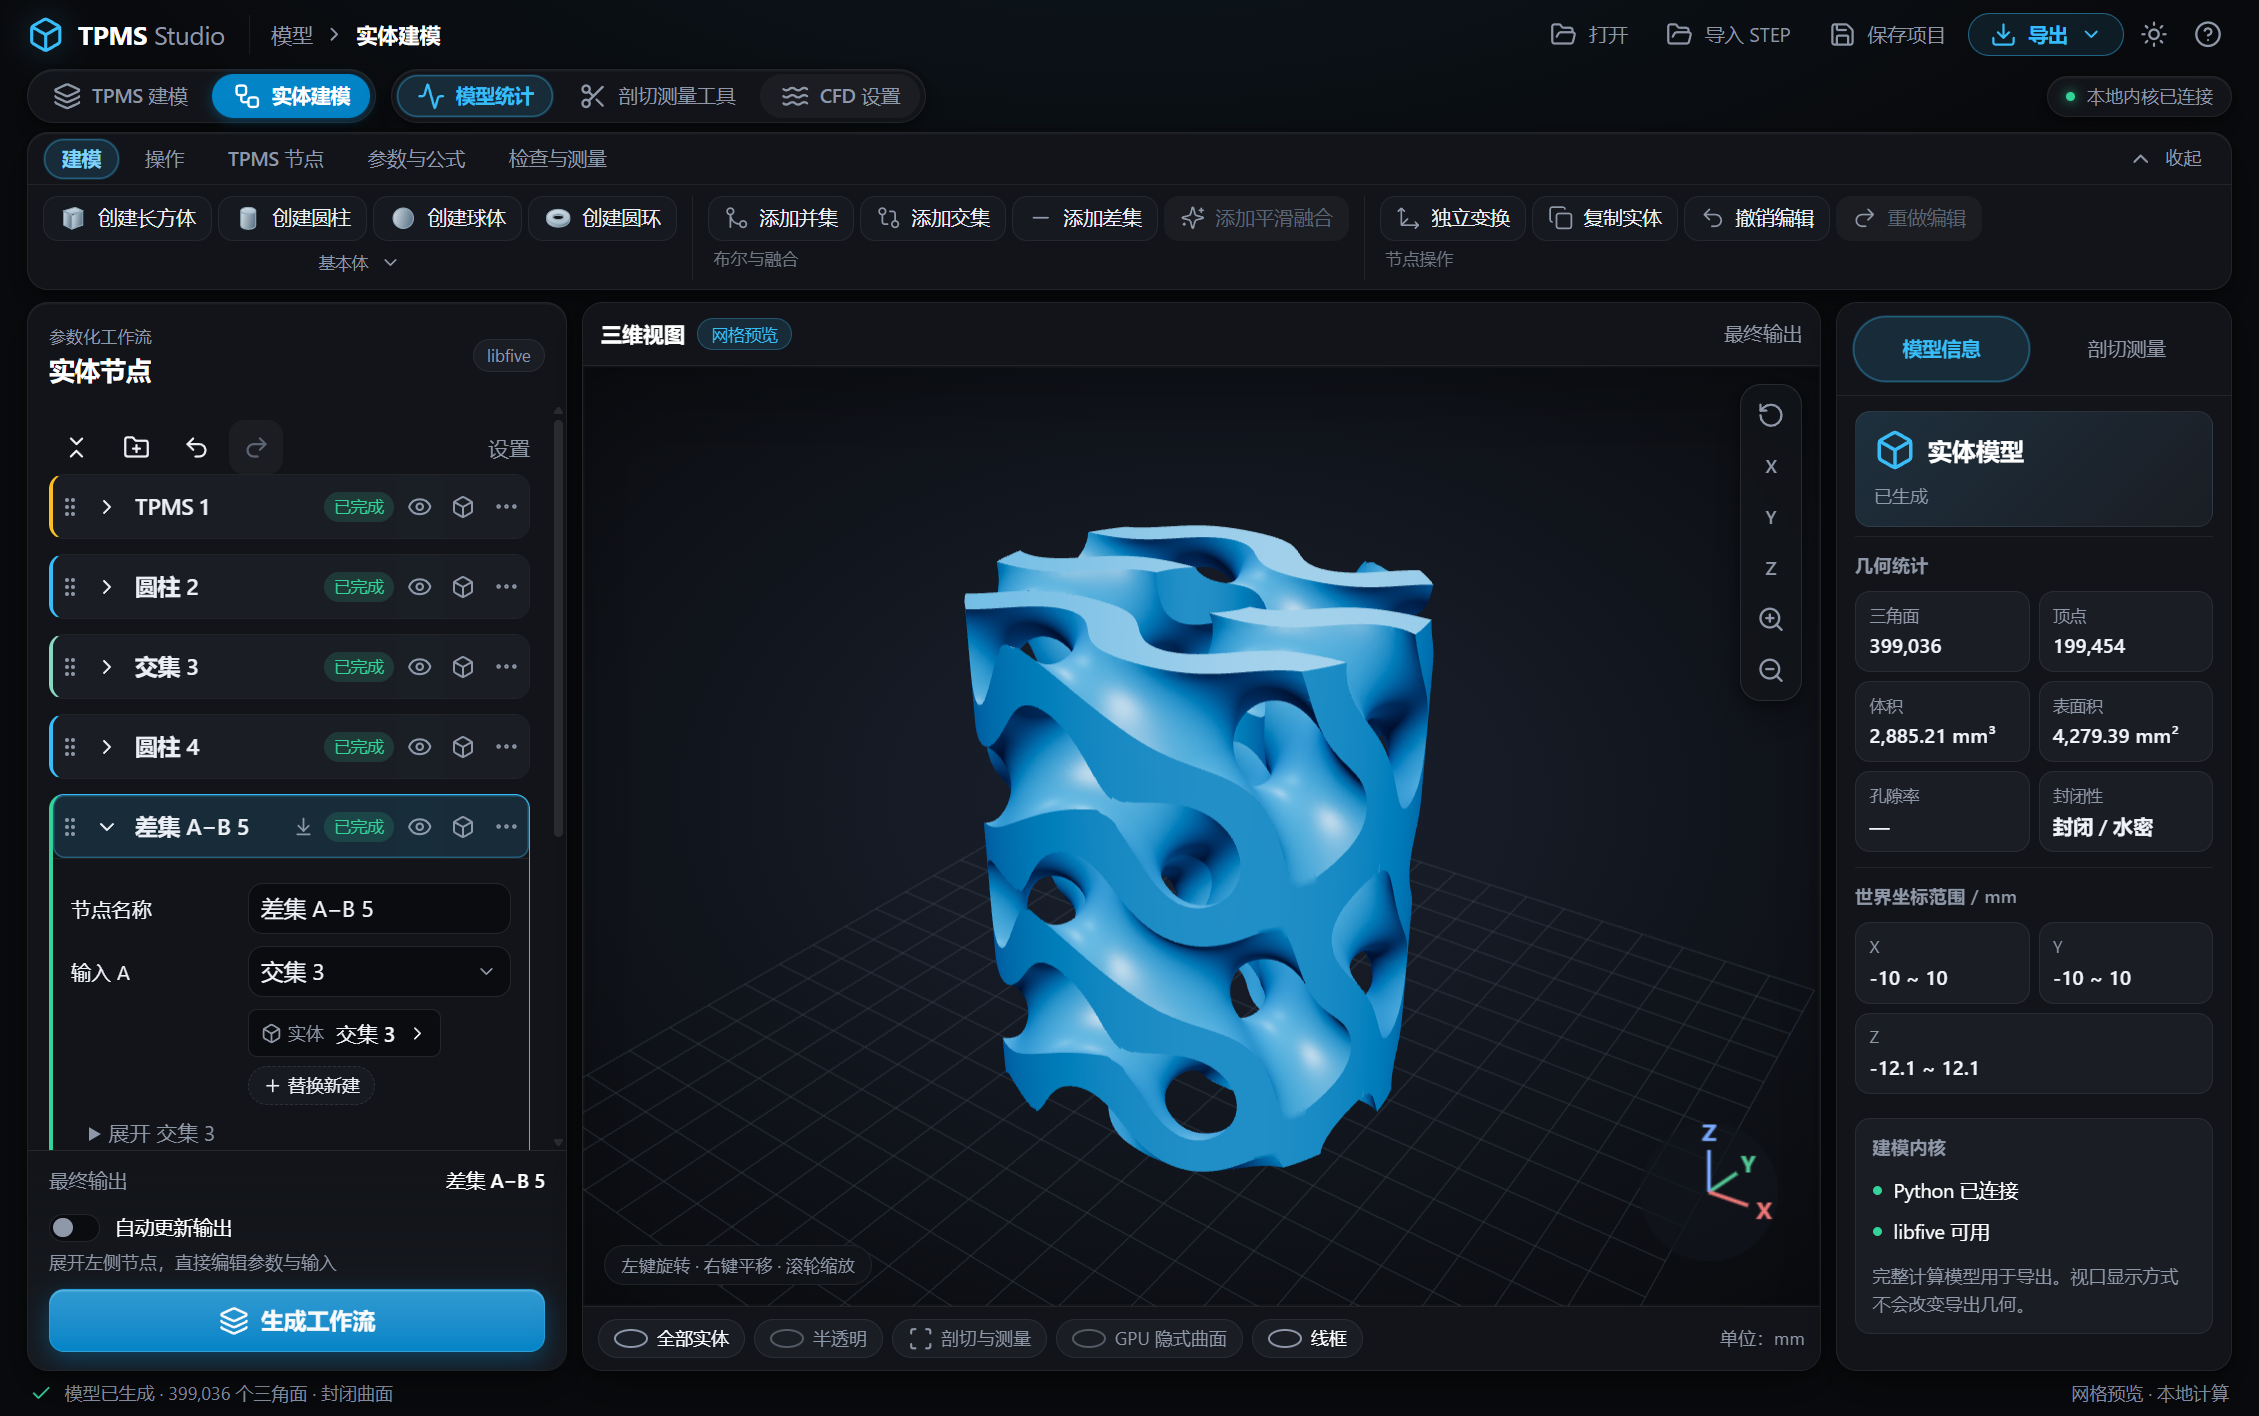 TPMS Studio 模型 > 实体建模
打开 导入 STEP 保存项目 导出
TPMS 建模 实体建模 模型统计 剖切测量工具 CFD 设置
本地内核已连接
建模 操作 TPMS 节点 参数与公式 检查与测量
收起
创建长方体 创建圆柱 创建球体 创建圆环 添加并集 添加交集 添加差集 添加平滑融合 独立变换 复制实体 撤销编辑 重做编辑
基本体 布尔与融合 节点操作
参数化工作流
实体节点
libfive
设置
TPMS 1 已完成
圆柱 2 已完成
交集 3 已完成
圆柱 4 已完成
差集 A−B 5 已完成
节点名称 差集 A−B 5
输入 A 交集 3
实体 交集 3
+ 替换新建
展开 交集 3
最终输出 差集 A−B 5
自动更新输出
展开左侧节点，直接编辑参数与输入
生成工作流
三维视图 网格预览 最终输出
X
Y
Z
Z
Y
X
左键旋转 · 右键平移 · 滚轮缩放
全部实体 半透明 剖切与测量 GPU 隐式曲面 线框 单位：mm
模型信息 剖切测量
实体模型
已生成
几何统计
三角面 顶点
399,036 199,454
体积 表面积
2,885.21 mm³ 4,279.39 mm²
孔隙率 封闭性
— 封闭 / 水密
世界坐标范围 / mm
X Y
-10 ~ 10 -10 ~ 10
Z
-12.1 ~ 12.1
建模内核
Python 已连接
libfive 可用
完整计算模型用于导出。视口显示方式
不会改变导出几何。
模型已生成 · 399,036 个三角面 · 封闭曲面
网格预览 · 本地计算